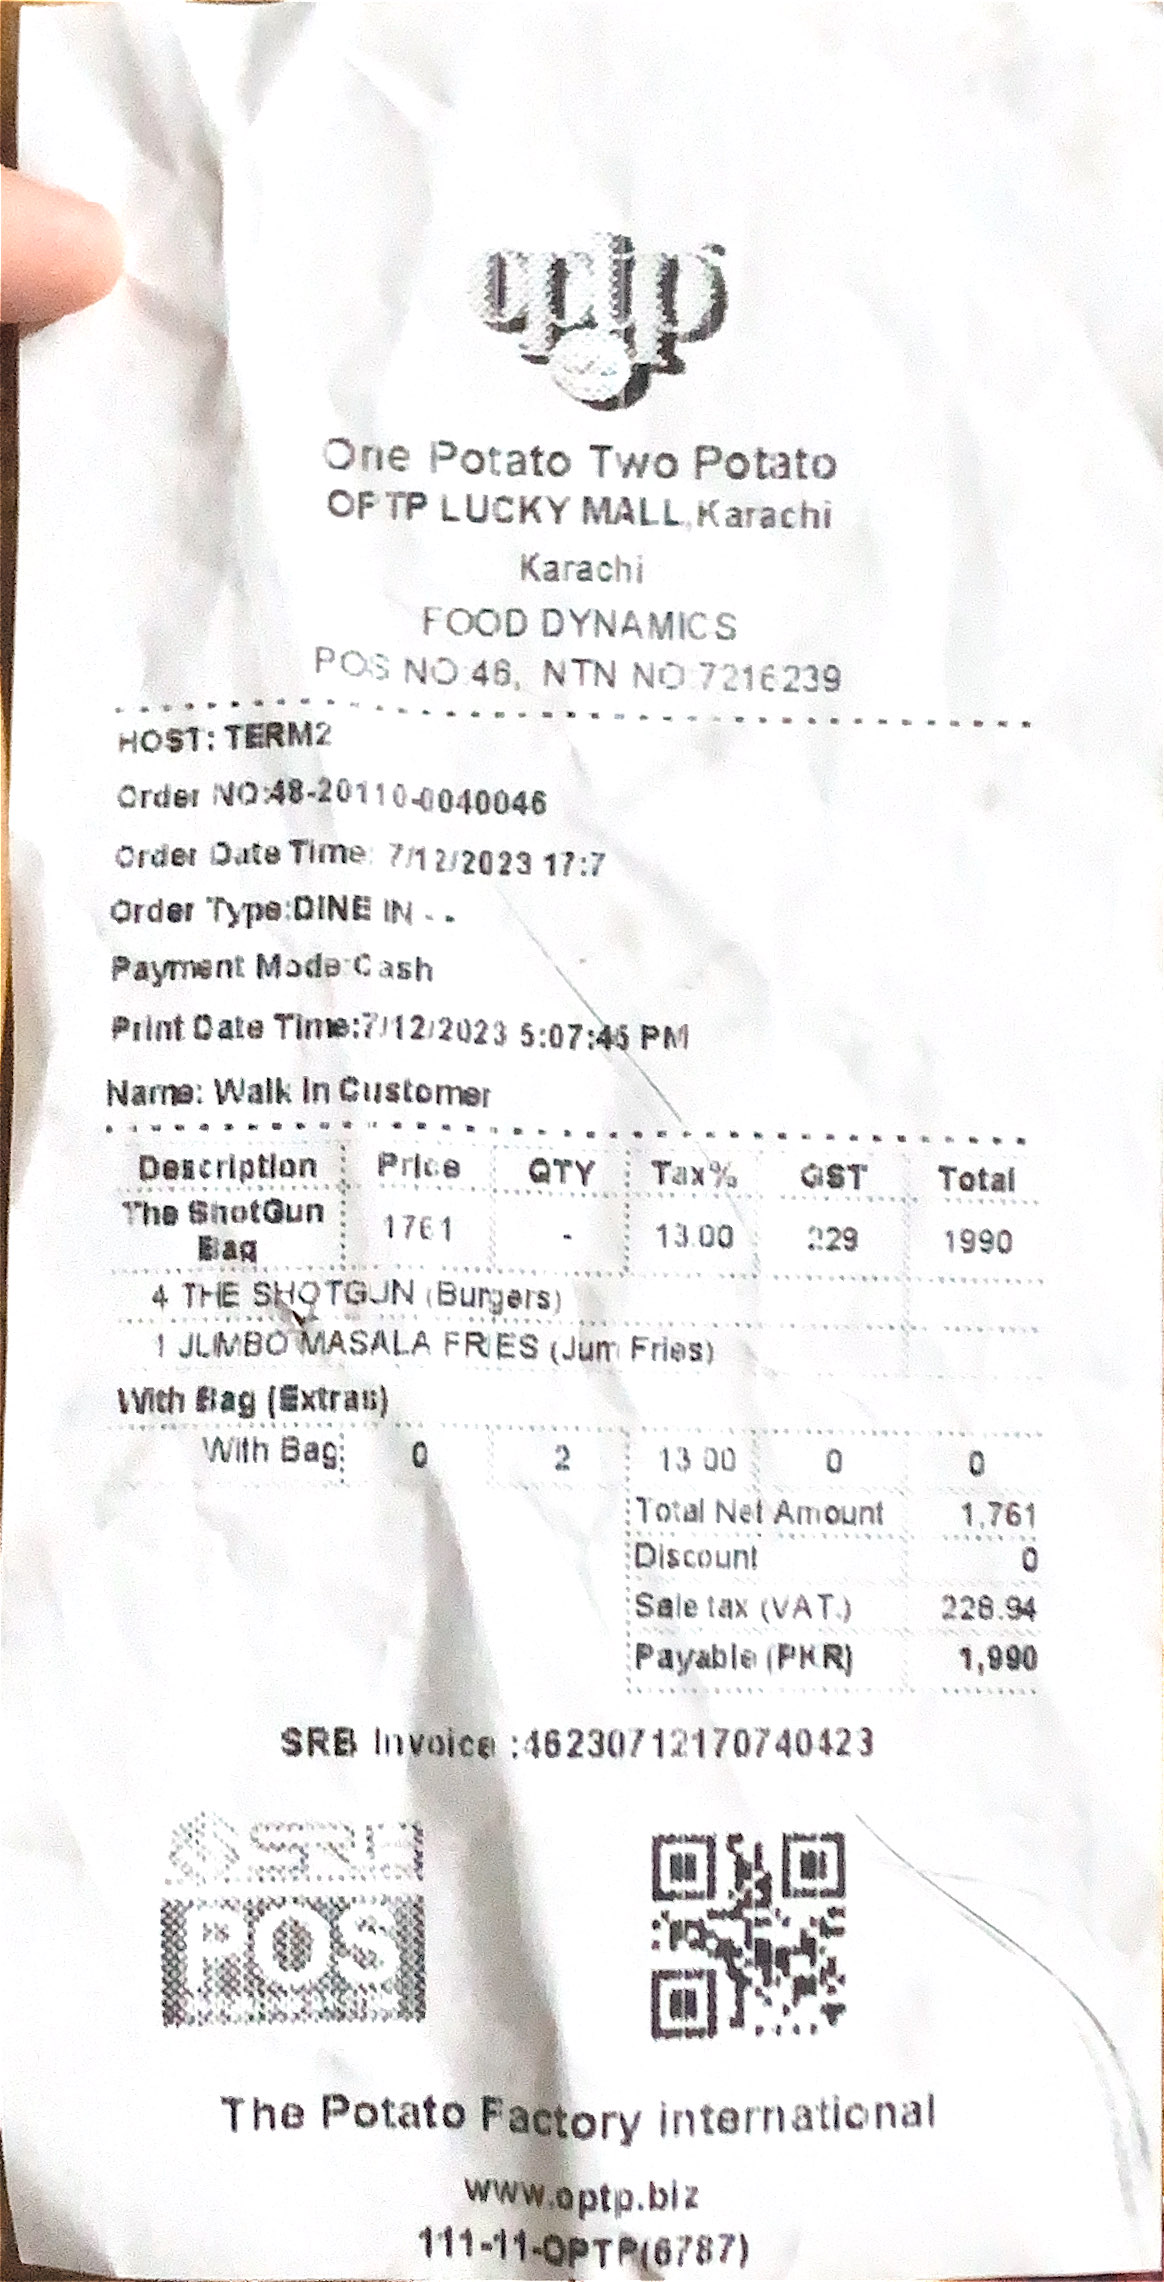 optp
One Potato Two Potato
OPTP LUCKY MALL,Karachi
Karachi
FOOD DYNAMICS
POS NO:46, NTN NO:7216239
HOST: TERM2
Order NO:48-20110-0040046
Order Date Time: 7/12/2023 17:7
Order Type:DINE IN - -
Payment Mode:Cash
Print Date Time:7/12/2023 5:07:45 PM
Name: Walk In Customer
Description Price QTY Tax% GST Total
The ShotGun Bag 1761 - 13.00 229 1990
4 THE SHOTGUN (Burgers)
1 JUMBO MASALA FRIES (Jum Fries)
With Bag (Extras)
With Bag 0 2 13.00 0 0
Total Net Amount 1,761
Discount 0
Sale tax (VAT.) 228.94
Payable (PKR) 1,990
SRB Invoice :46230712170740423
POS
The Potato Factory international
www.optp.biz
111-11-OPTP(6787)